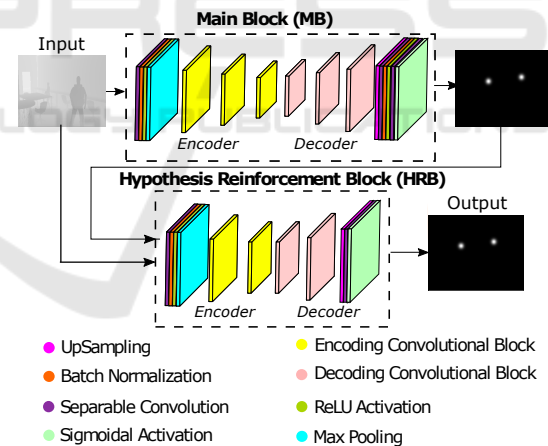 Main Block (MB)
Input
Encoder
Decoder
Hypothesis Reinforcement Block (HRB)
Output
Encoder
Decoder
UpSampling
Encoding Convolutional Block
Batch Normalization
Decoding Convolutional Block
Separable Convolution
ReLU Activation
Sigmoidal Activation
Max Pooling